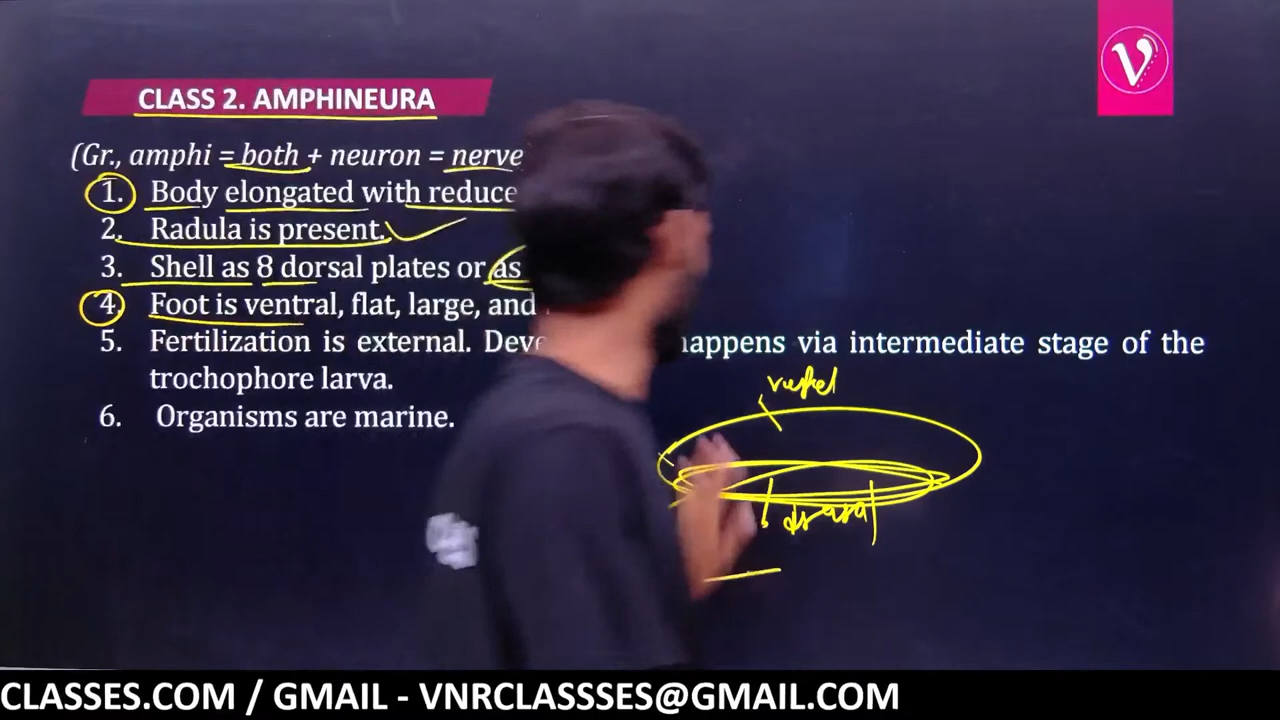 V
CLASS 2. AMPHINEURA
(Gr., amphi = both + neuron = nerve
1. Body elongated with reduce
2. Radula is present.
3. Shell as 8 dorsal plates or as
4. Foot is ventral, flat, large, and
5. Fertilization is external. happens via intermediate stage of the
trochophore larva.
6. Organisms are marine.
CLASSES.COM / GMAIL - VNRCLASSSES@GMAIL.COM